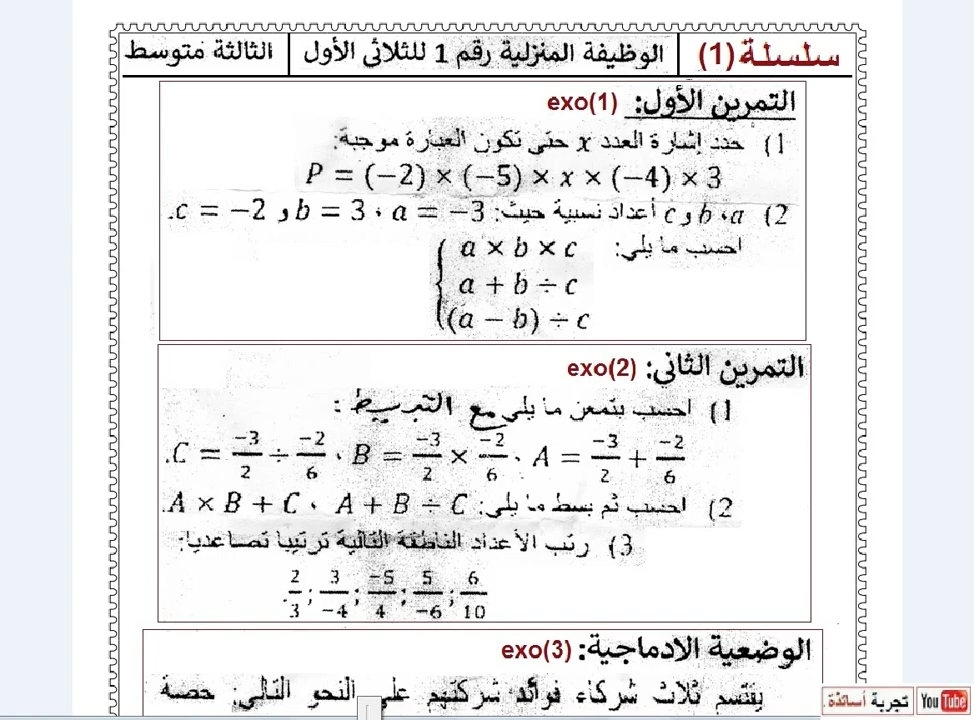 سلسلة (1) الوظيفة المنزلية رقم 1 للثلاثي الأول الثالثة متوسط
التمرين الأول: exo(1)
1) حدد إشارة العدد x حتى تكون العبارة موجبة:
P = (−2) × (−5) × x × (−4) × 3
2) a، b و c أعداد نسبية حيث: a = −3 ، b = 3 و c = −2.
احسب ما يلي:
a × b × c
a + b ÷ c
(a − b) ÷ c
التمرين الثاني: exo(2)
1) احسب بتمعن ما يلي مع التبسيط :
A = −3/2 + −2/6 ، B = −3/2 × −2/6 ، C = −3/2 ÷ −2/6.
2) احسب ثم بسط ما يلي: A + B ÷ C ، A × B + C.
3) رتب الأعداد الناطقة التالية ترتيبا تصاعديا:
2/3 ; 3/−4 ; −5/4 ; 5/−6 ; 6/10.
الوضعية الادماجية: exo(3)
يقتسم ثلاث شركاء فوائد شركتهم على النحو التالي: حصة
تجربة أساتذة YouTube